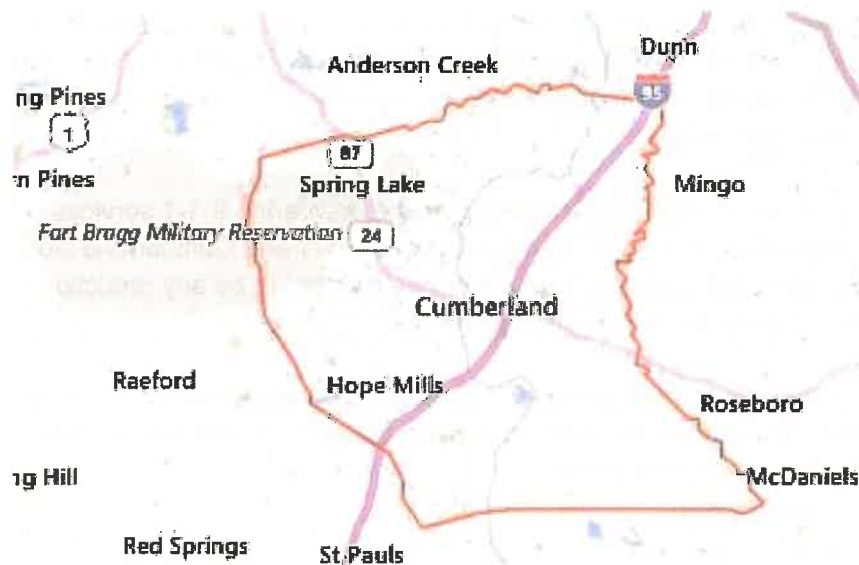 Dunn
Anderson Creek
95
ng Pines
1
87
n Pines
Spring Lake
Mingo
Fort Bragg Military Reservation
24
Cumberland
Raeford
Hope Mills
Roseboro
ng Hill
McDaniels
Red Springs
St Pauls